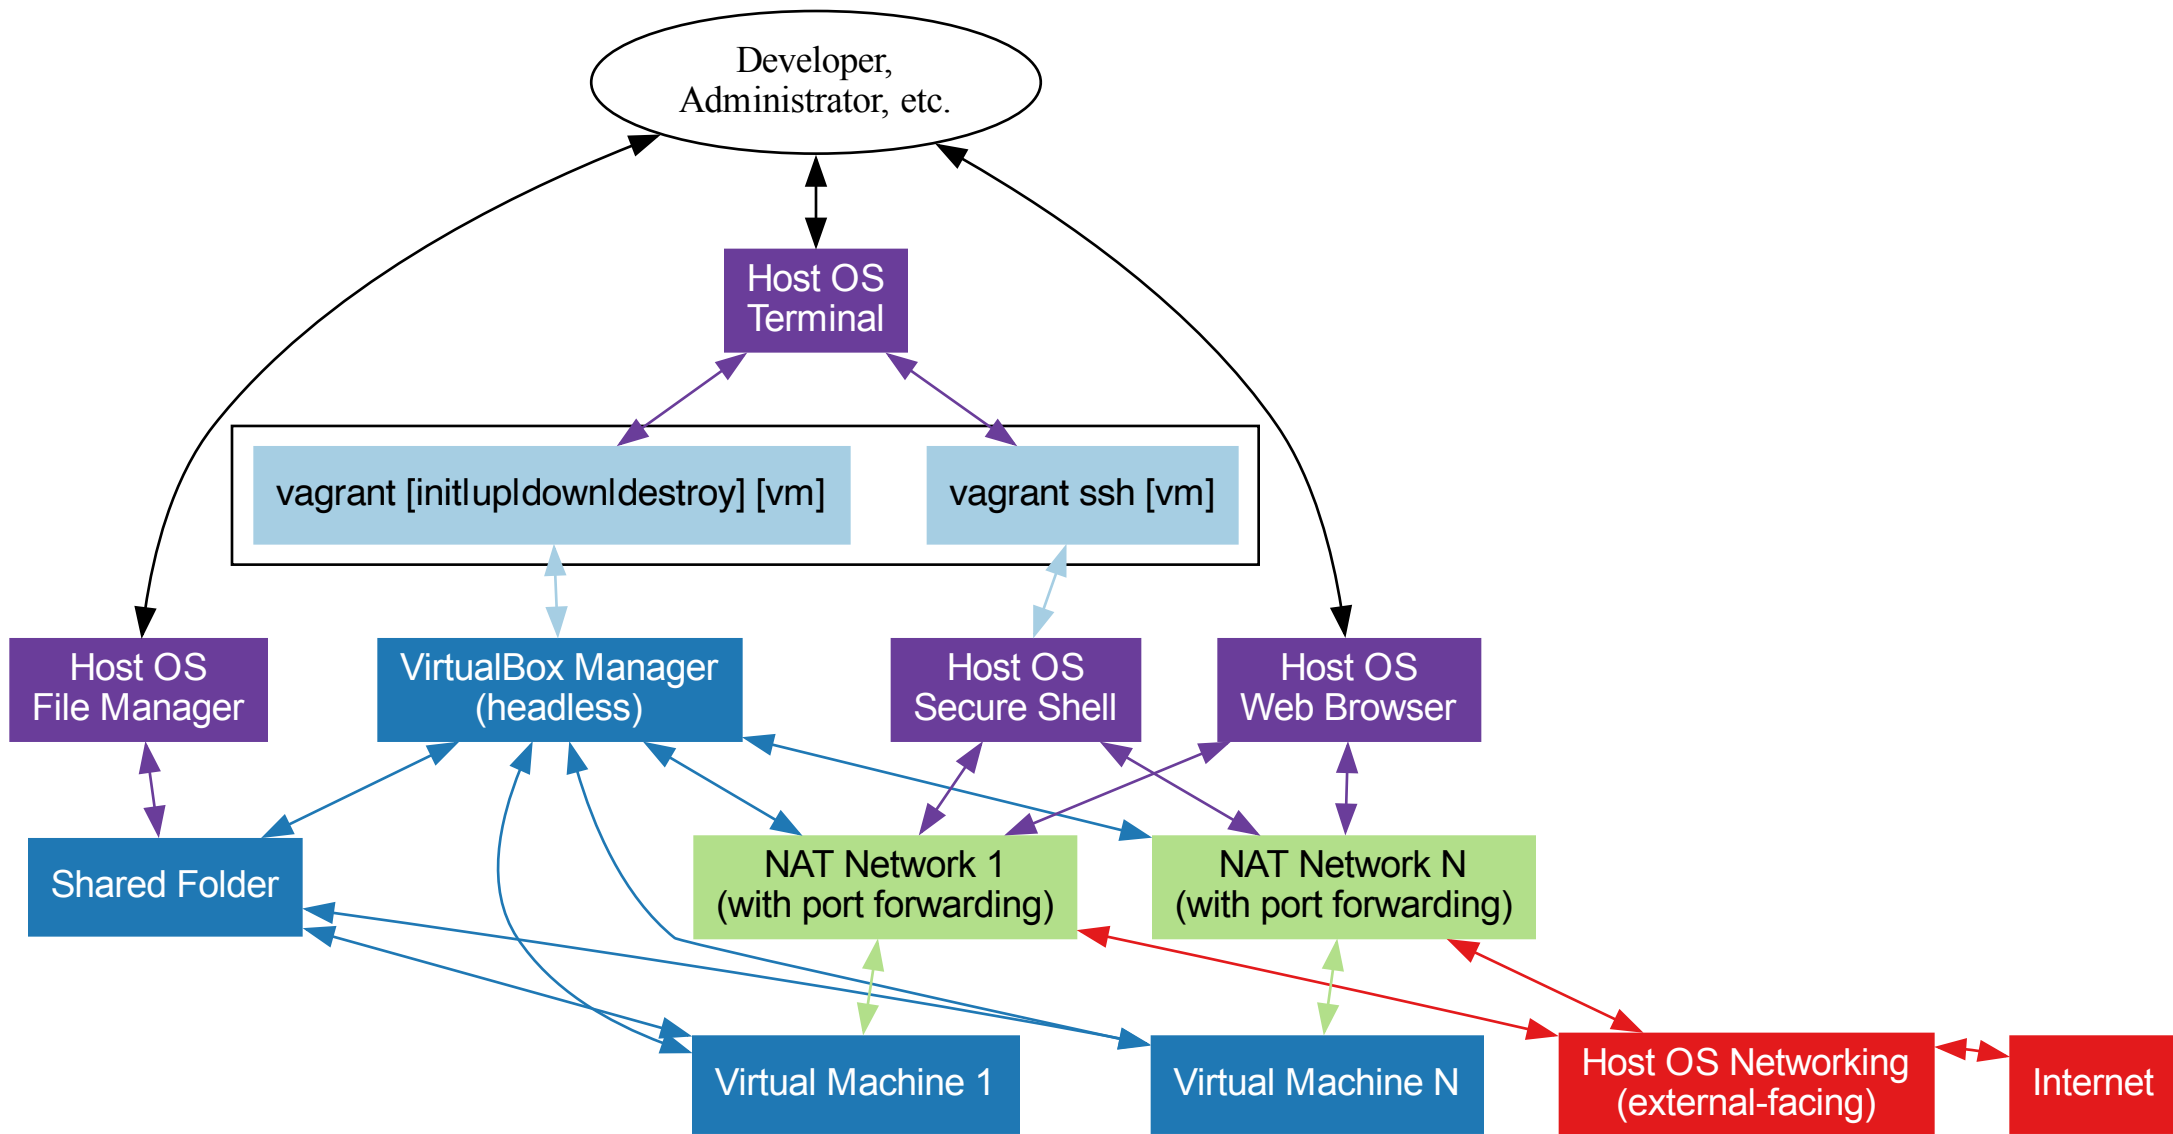 Developer,
Administrator, etc.
Host OS
Terminal
vagrant [init|up|down|destroy] [vm]
vagrant ssh [vm]
Host OS
File Manager
VirtualBox Manager
(headless)
Host OS
Secure Shell
Host OS
Web Browser
Shared Folder
NAT Network 1
(with port forwarding)
NAT Network N
(with port forwarding)
Virtual Machine 1
Virtual Machine N
Host OS Networking
(external-facing)
Internet